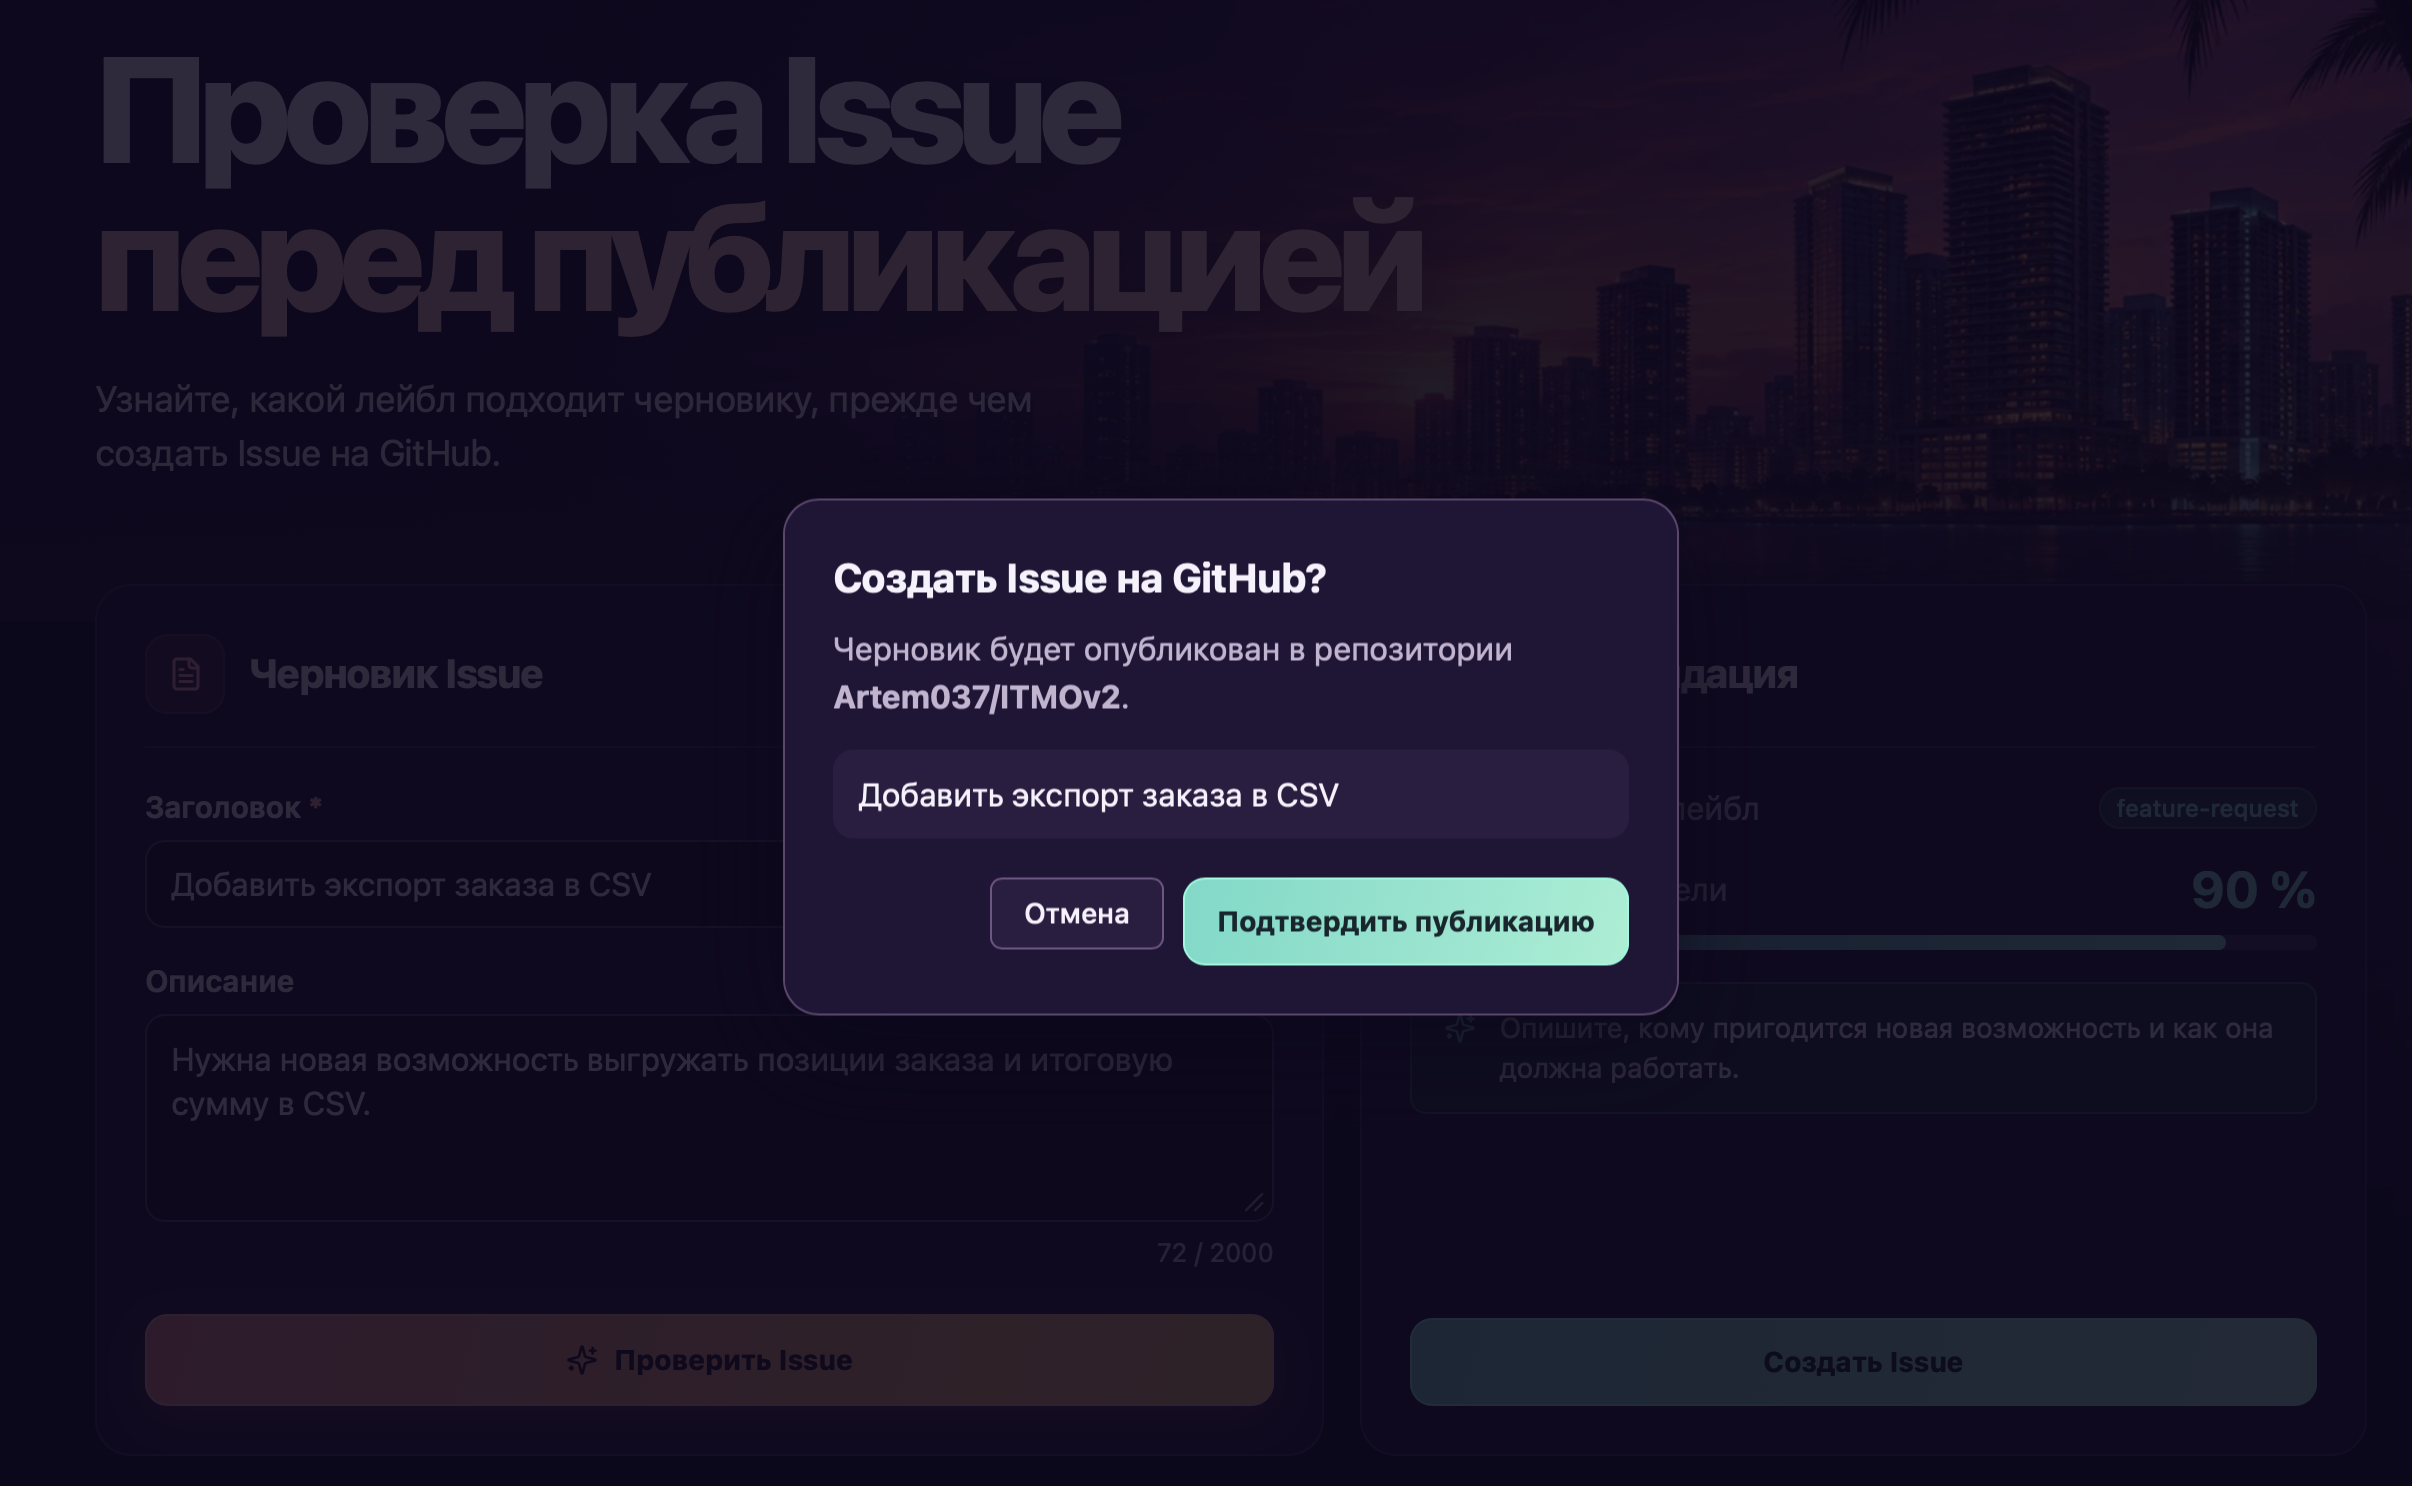 Проверка Issue
перед публикацией
Узнайте, какой лейбл подходит черновику, прежде чем
создать Issue на GitHub.
Создать Issue на GitHub?
Черновик будет опубликован в репозитории
Artem037/ITMOv2.
Добавить экспорт заказа в CSV
Отмена
Подтвердить публикацию
Черновик Issue
Заголовок *
Добавить экспорт заказа в CSV
Описание
Нужна новая возможность выгружать позиции заказа и итоговую
сумму в CSV.
72 / 2000
Проверить Issue
дация
лейбл
feature-request
ели
90 %
Опишите, кому пригодится новая возможность и как она
должна работать.
Создать Issue